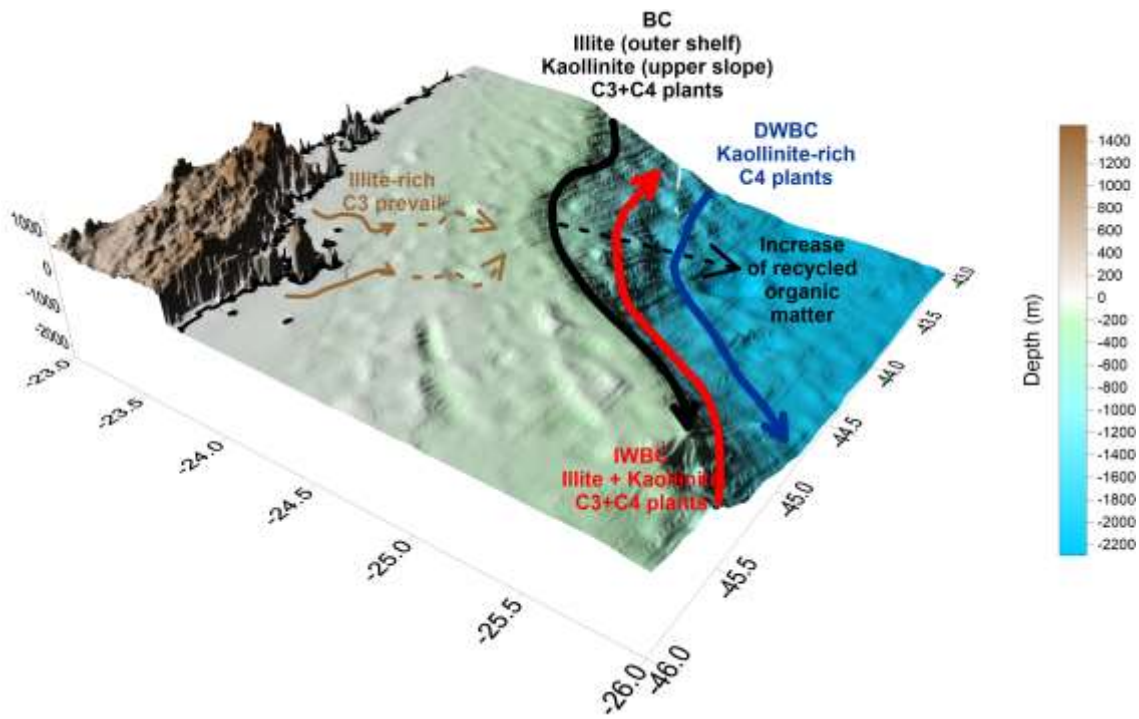 BC
Illite (outer shelf)
Kaollinite (upper slope)
C3+C4 plants
DWBC
Kaollinite-rich
C4 plants
Illite-rich
C3 prevail
Increase
of recycled
organic
matter
IWBC
Illite + Kaollinite
C3+C4 plants
1000
0
-1000
-2000
-23.0
-23.5
-24.0
-24.5
-25.0
-25.5
-26.0
-46.0
-45.5
-45.0
-44.5
-44.0
-43.5
-43.0
Depth (m)
1400
1200
1000
800
600
400
200
0
-200
-400
-600
-800
-1000
-1200
-1400
-1600
-1800
-2000
-2200